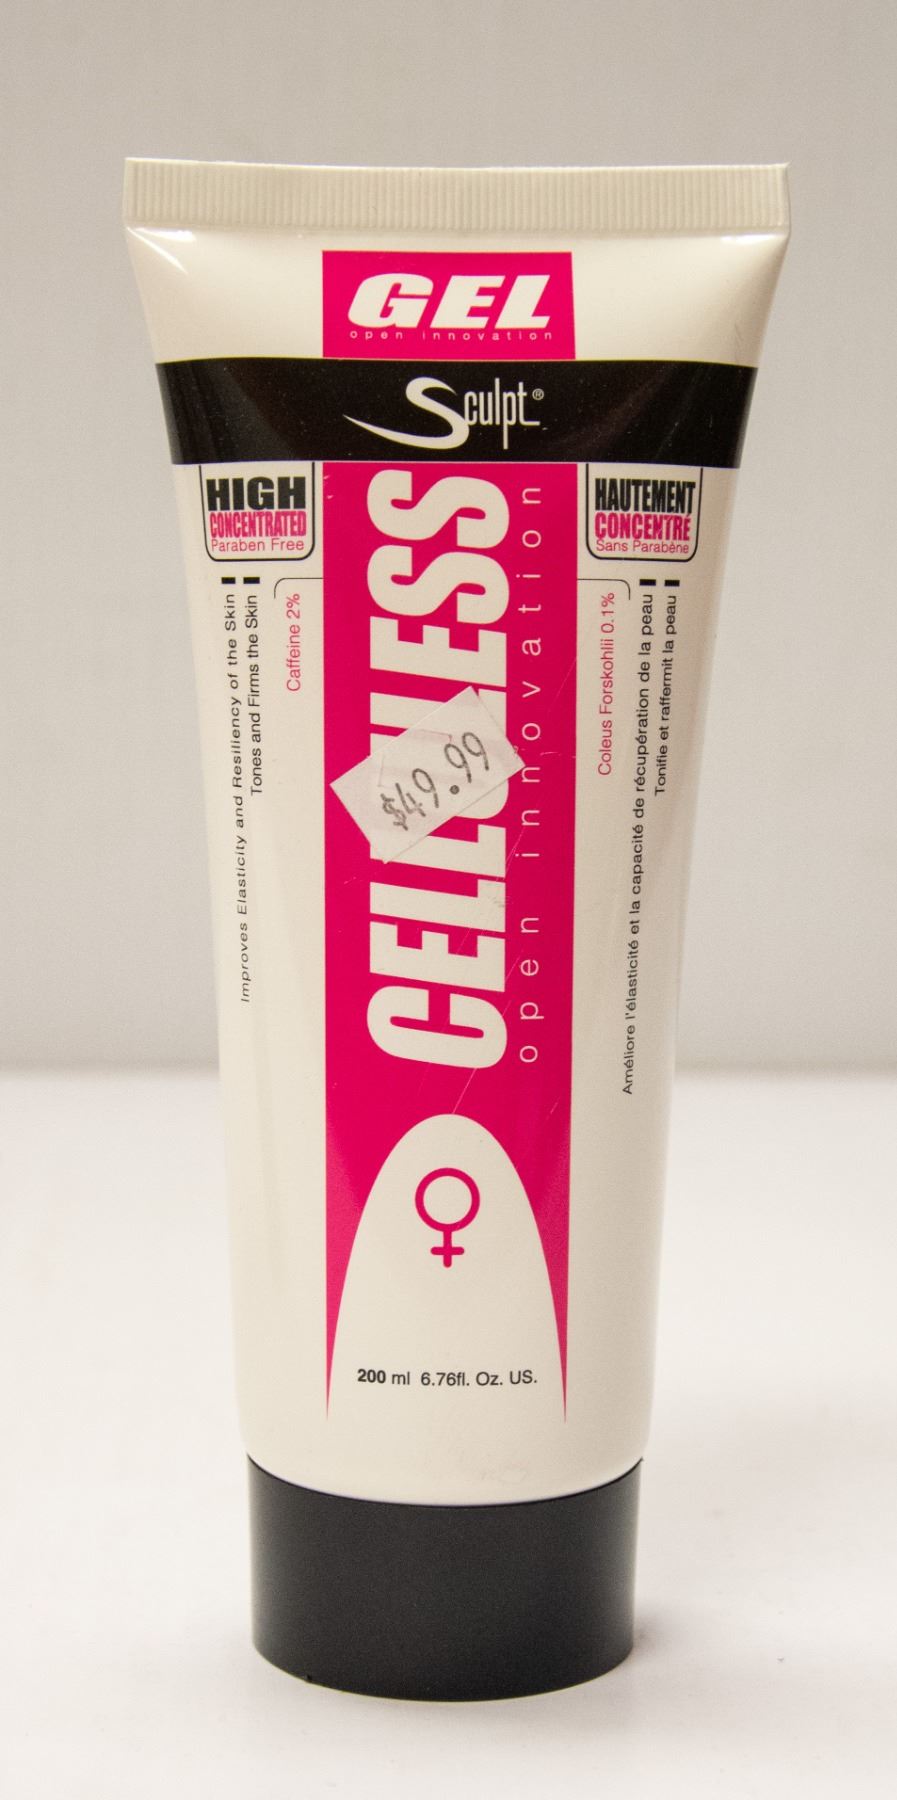 GEL
open innovation
Sculpt®
HIGH
CONCENTRATED
Paraben Free
HAUTEMENT
CONCENTRÉ
Sans Parabène
Improves Elasticity and Resiliency of the Skin
Tones and Firms the Skin
Caffeine 2%
CELLULESS
open innovation
$49.99
Coleus Forskohlii 0.1%
Améliore l'élasticité et la capacité de récupération de la peau
Tonifie et raffermit la peau
200 ml 6.76fl. Oz. US.